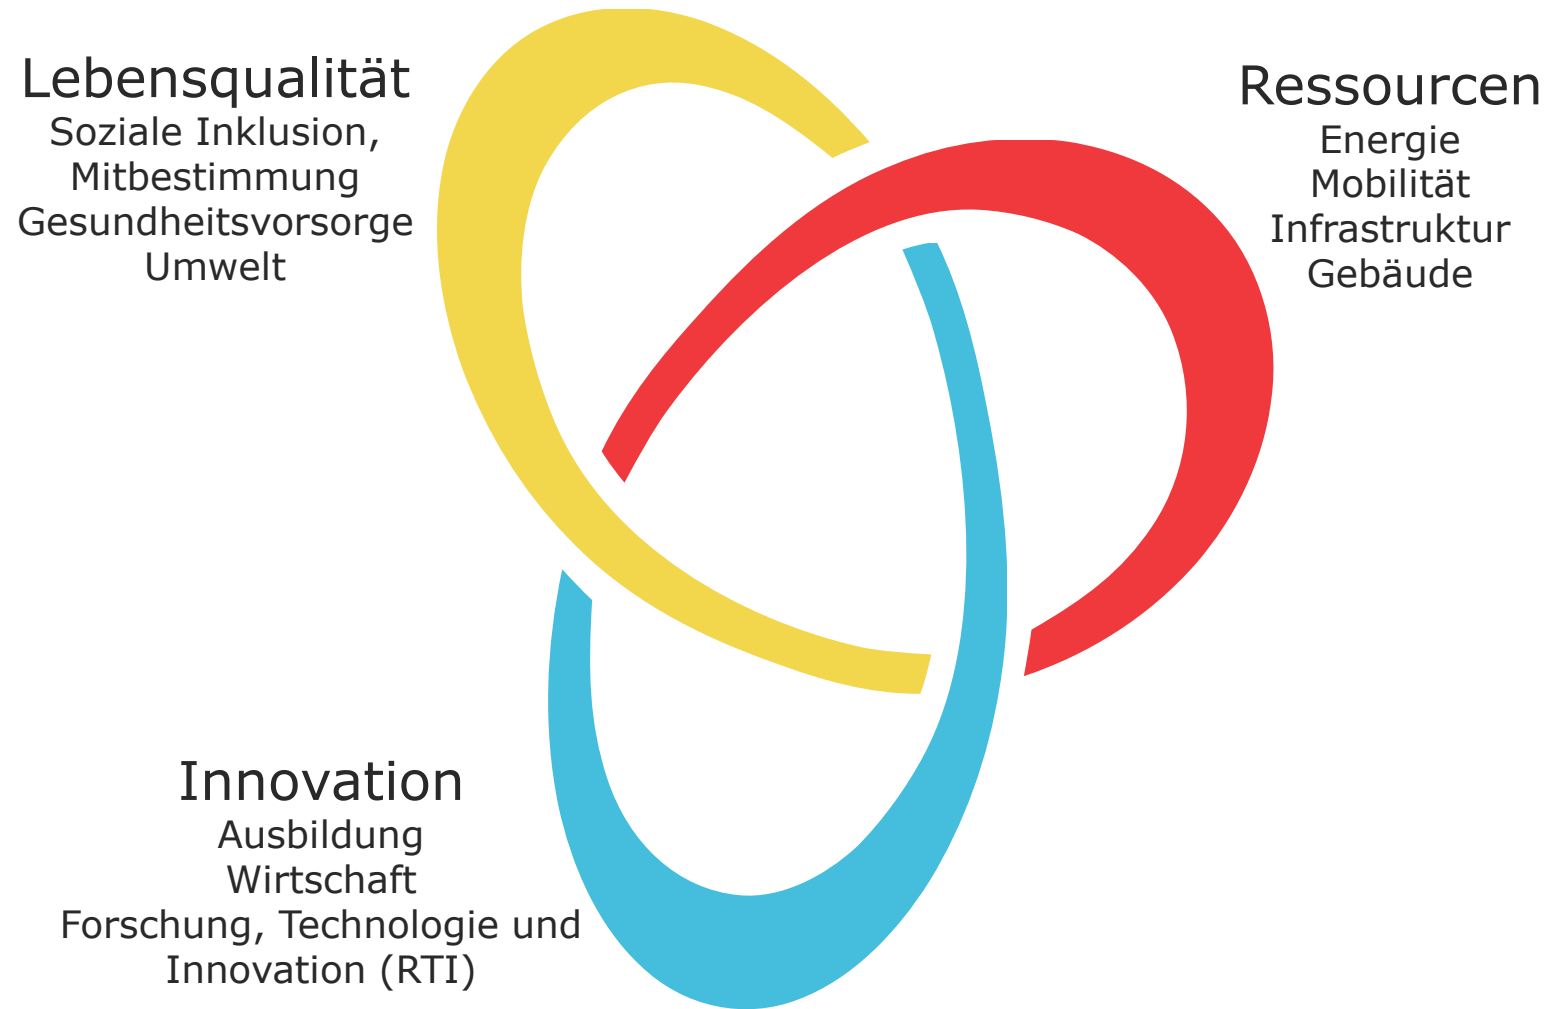 Lebensqualität
Soziale Inklusion,
Mitbestimmung
Gesundheitsvorsorge
Umwelt
Ressourcen
Energie
Mobilität
Infrastruktur
Gebäude
Innovation
Ausbildung
Wirtschaft
Forschung, Technologie und
Innovation (RTI)